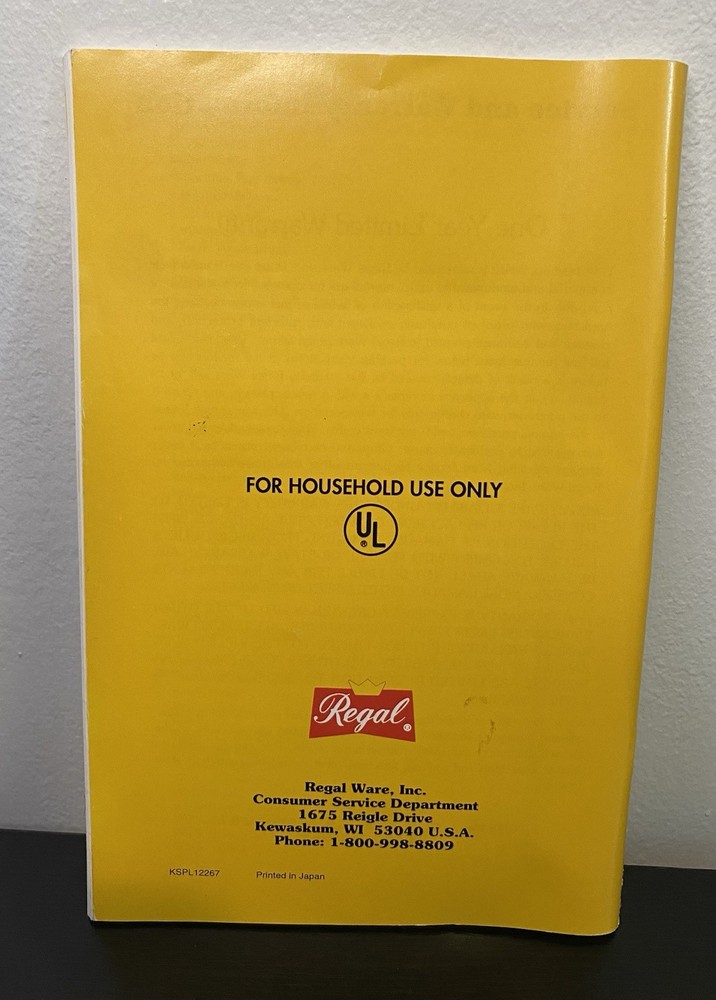 FOR HOUSEHOLD USE ONLY
UL
®
Regal®
Regal Ware, Inc.
Consumer Service Department
1675 Reigle Drive
Kewaskum, WI 53040 U.S.A.
Phone: 1-800-998-8809
KSPL12267 Printed in Japan